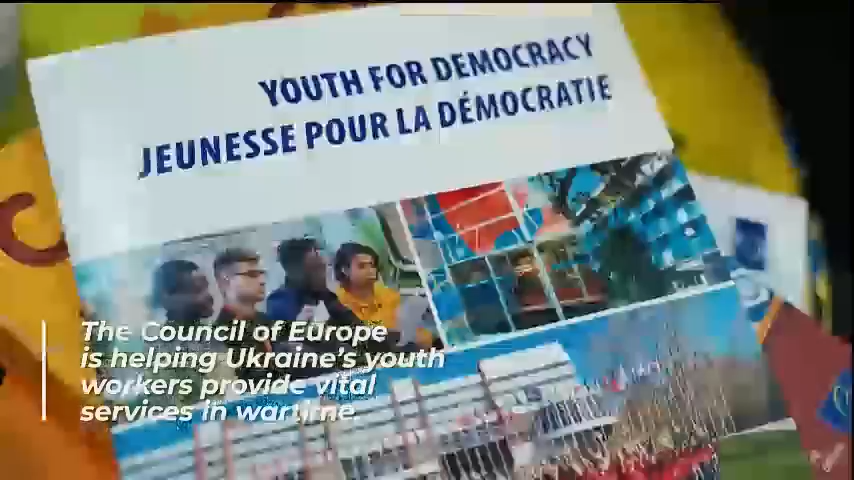 YOUTH FOR DEMOCRACY
JEUNESSE POUR LA DÉMOCRATIE
The Council of Europe
is helping Ukraine's youth
workers provide vital
services in wartime.